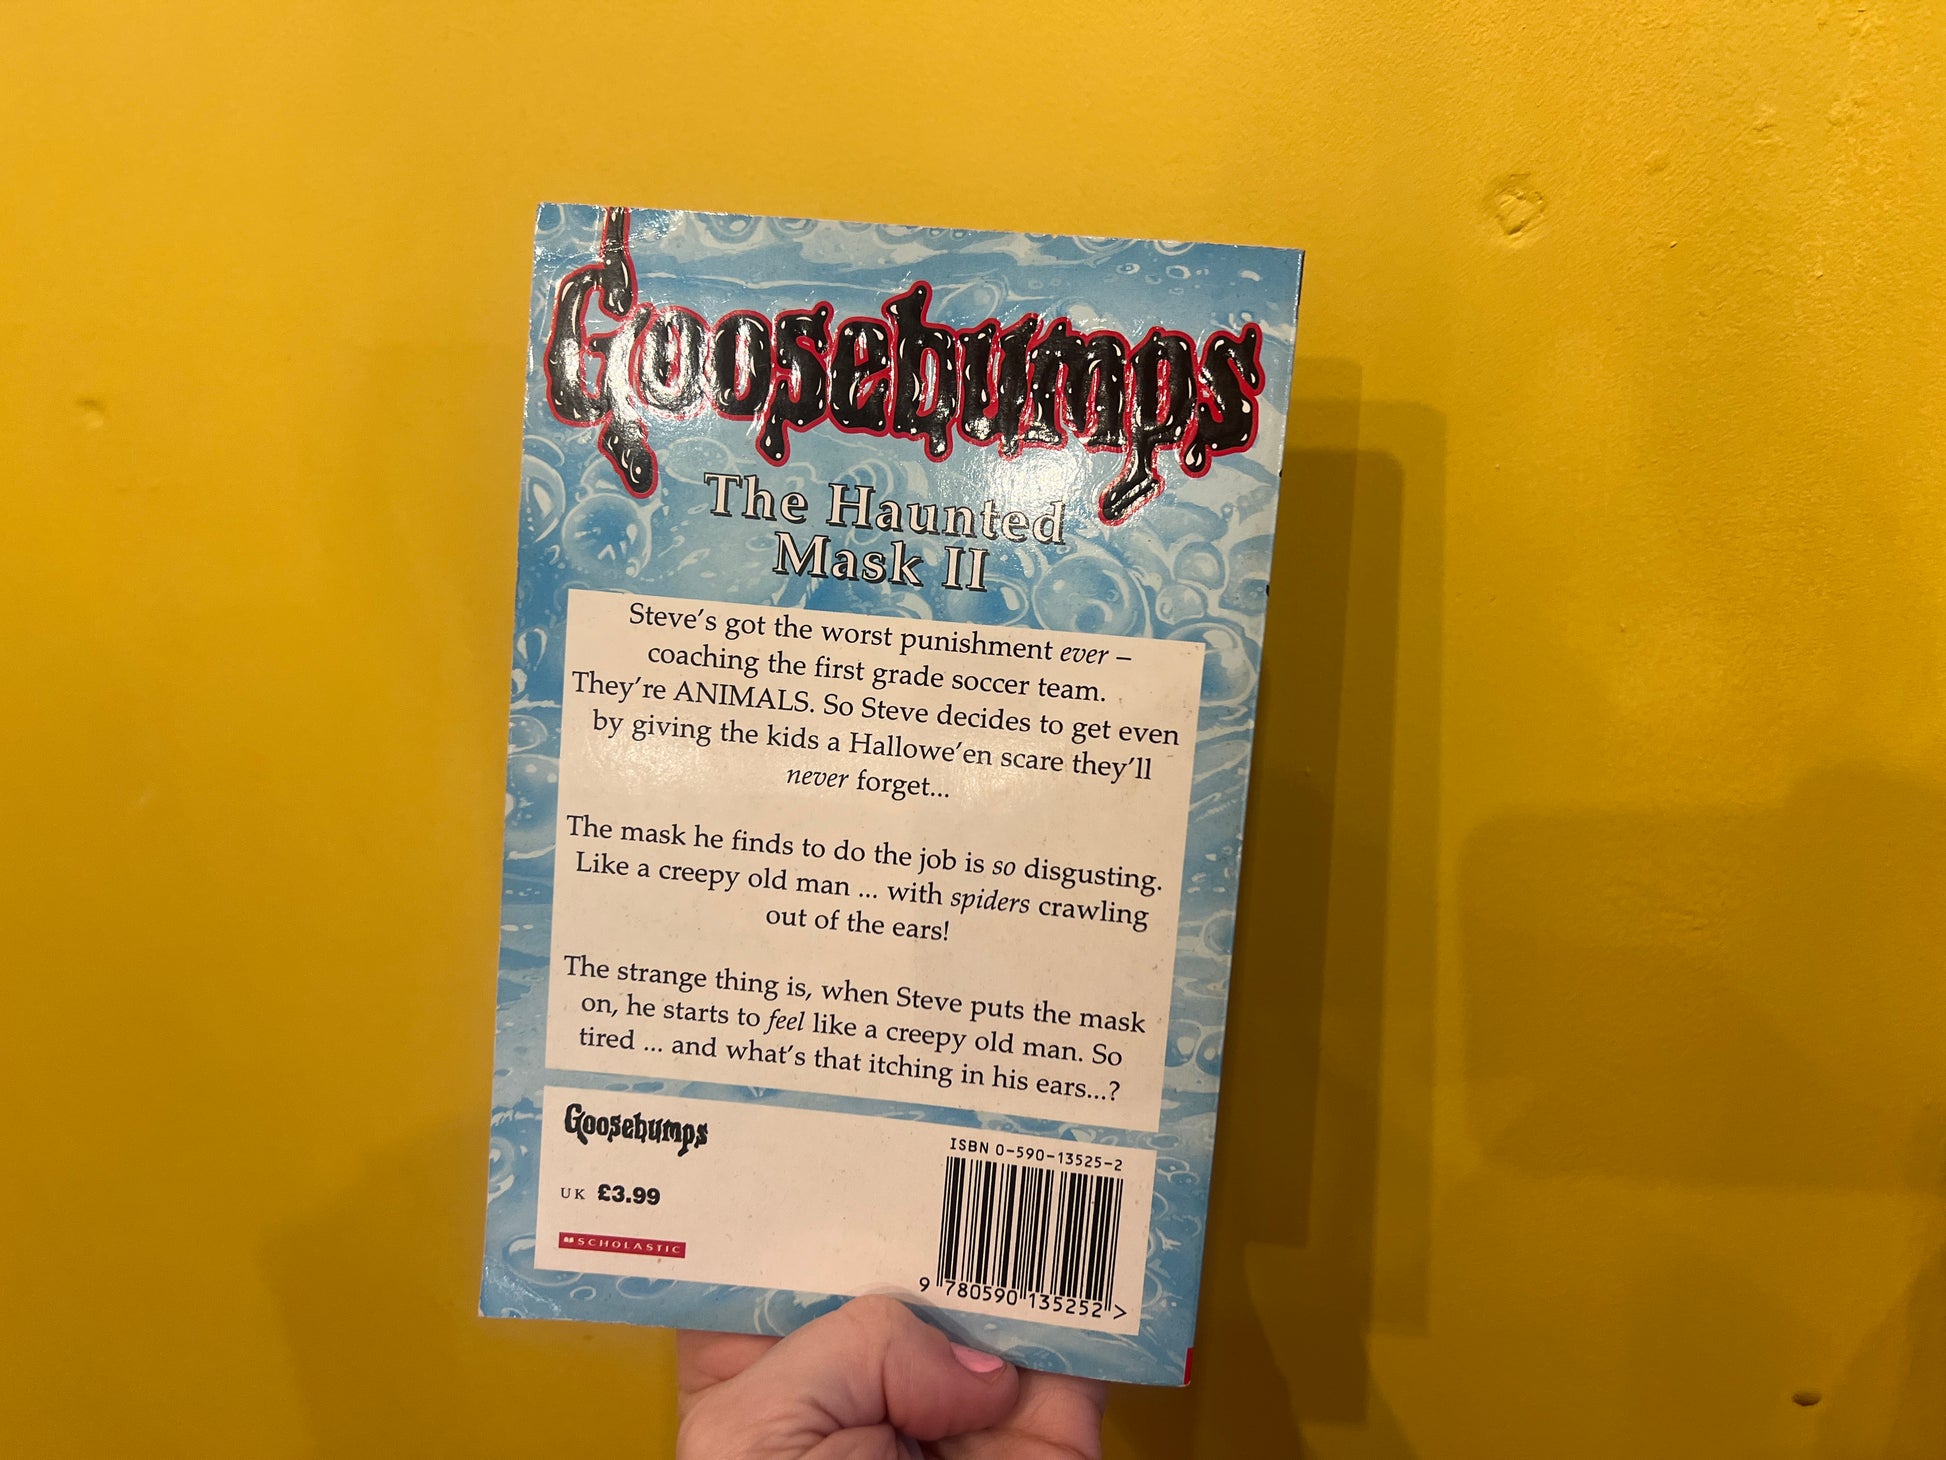 Goosebumps
The Haunted
Mask II
Steve's got the worst punishment ever –
coaching the first grade soccer team.
They're ANIMALS. So Steve decides to get even
by giving the kids a Hallowe'en scare they'll
never forget...
The mask he finds to do the job is so disgusting.
Like a creepy old man ... with spiders crawling
out of the ears!
The strange thing is, when Steve puts the mask
on, he starts to feel like a creepy old man. So
tired ... and what's that itching in his ears...?
Goosebumps
UK £3.99
SCHOLASTIC
ISBN 0-590-13525-2
9 780590 135252 >